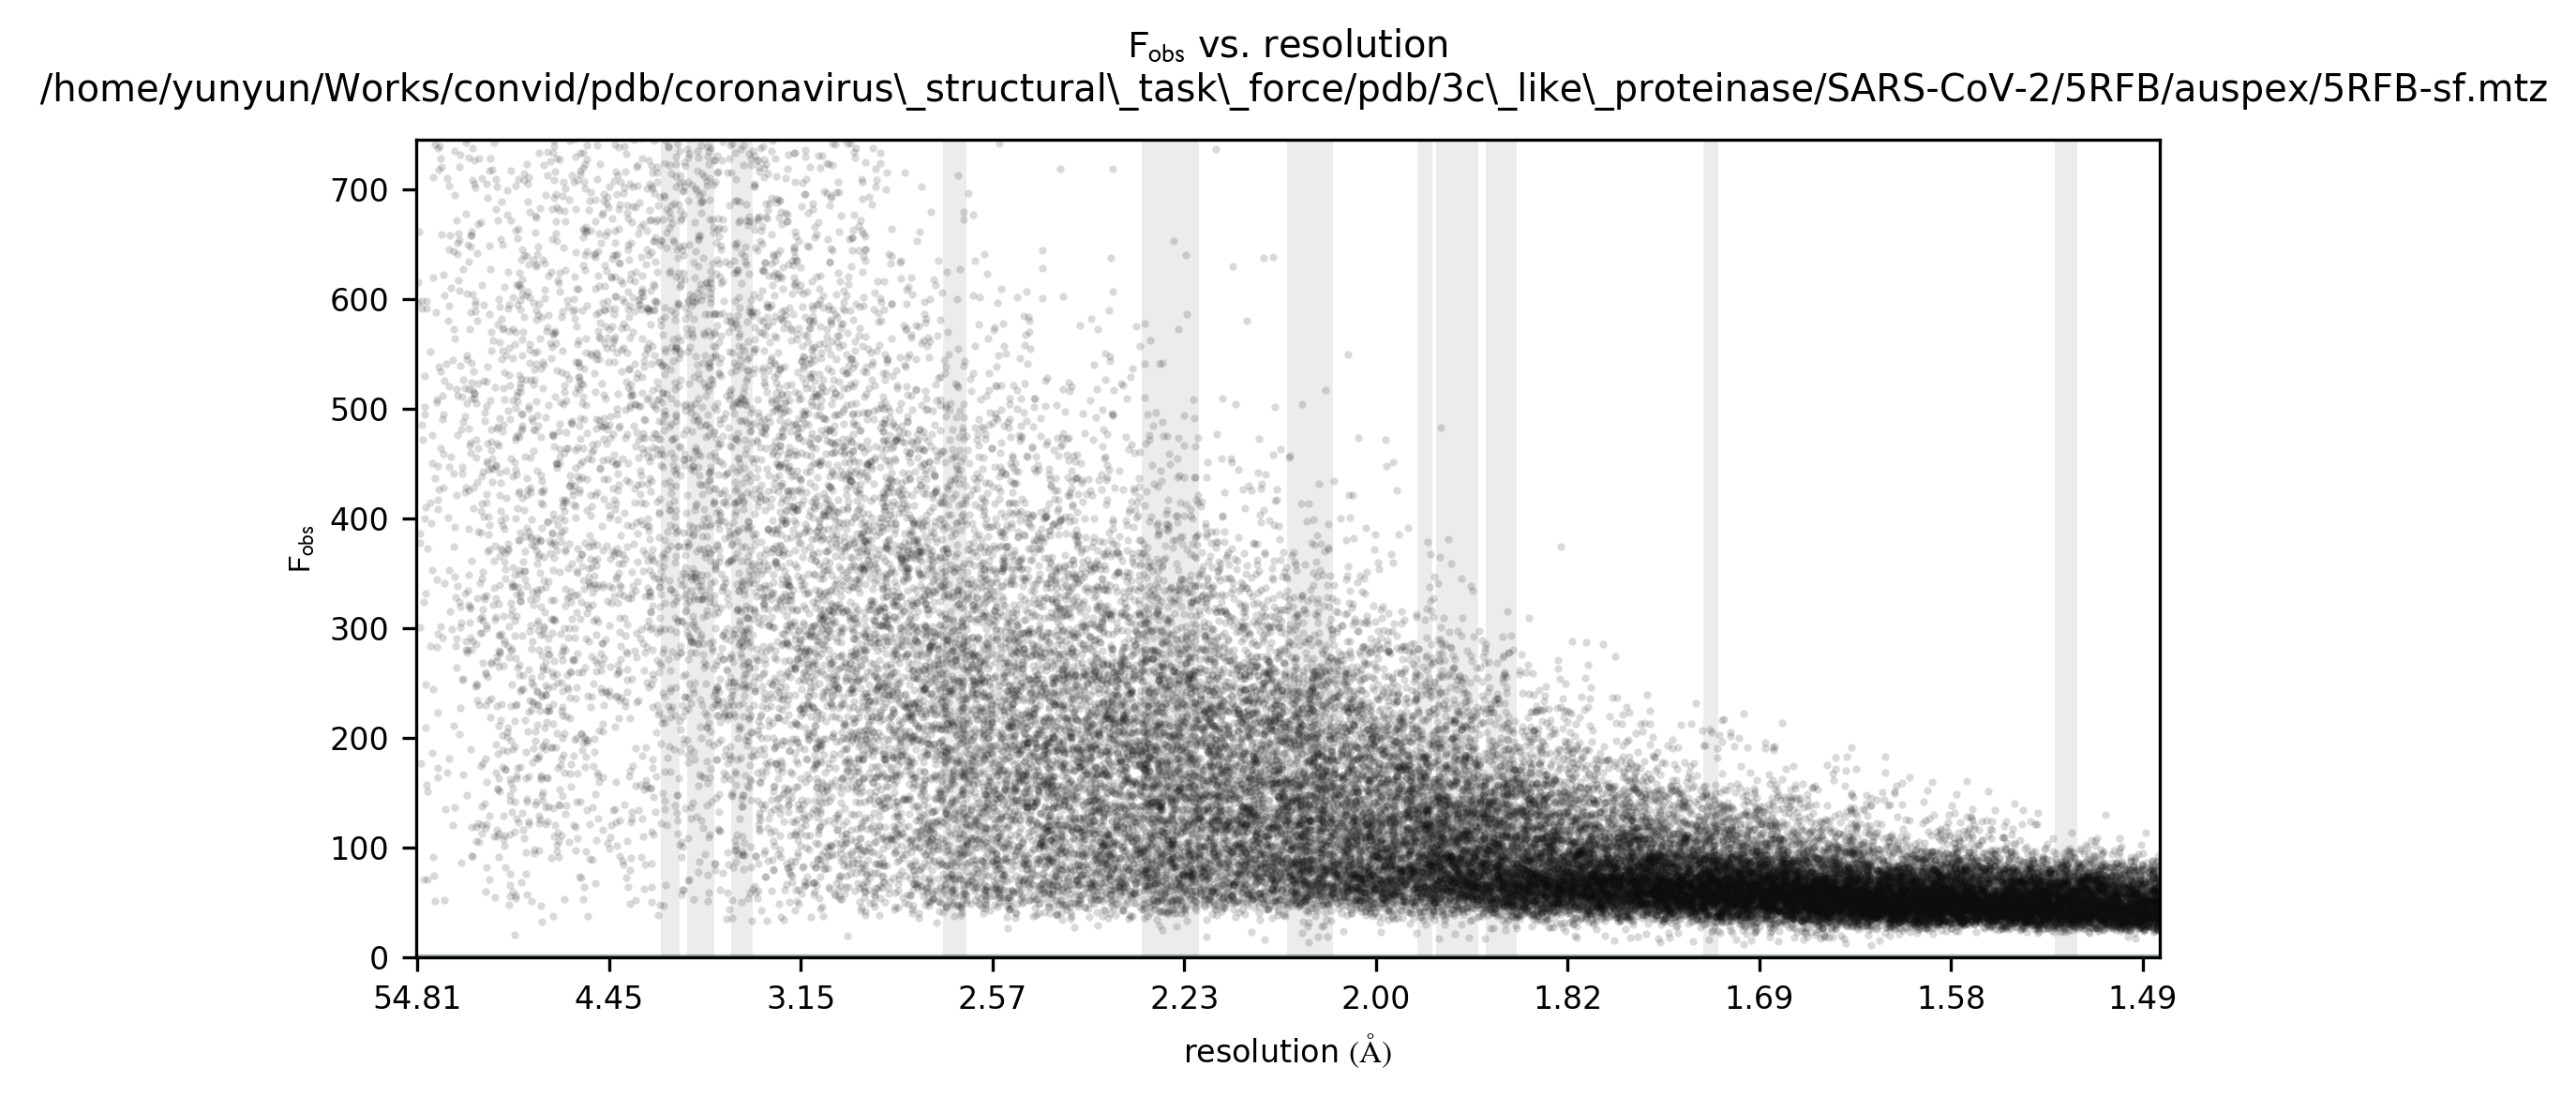 Fobs vs. resolution
/home/yunyun/Works/convid/pdb/coronavirus\_structural\_task\_force/pdb/3c\_like\_proteinase/SARS-CoV-2/5RFB/auspex/5RFB-sf.mtz
700
600
500
400
300
200
100
0
Fobs
54.81 4.45 3.15 2.57 2.23 2.00 1.82 1.69 1.58 1.49
resolution (Å)